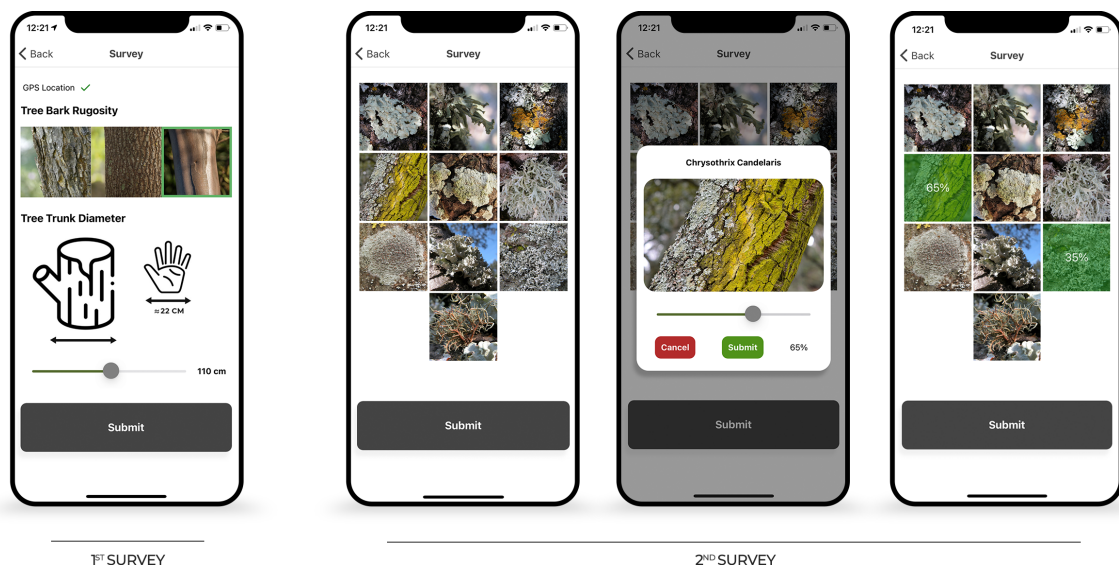 12:21
Back
Survey
GPS Location
Tree Bark Rugosity
Tree Trunk Diameter
≈22 CM
110 cm
Submit
12:21
Back
Survey
Submit
12:21
Back
Survey
Chrysothrix Candelaris
Cancel
Submit
65%
Submit
12:21
Back
Survey
65%
35%
Submit
1ST SURVEY
2ND SURVEY